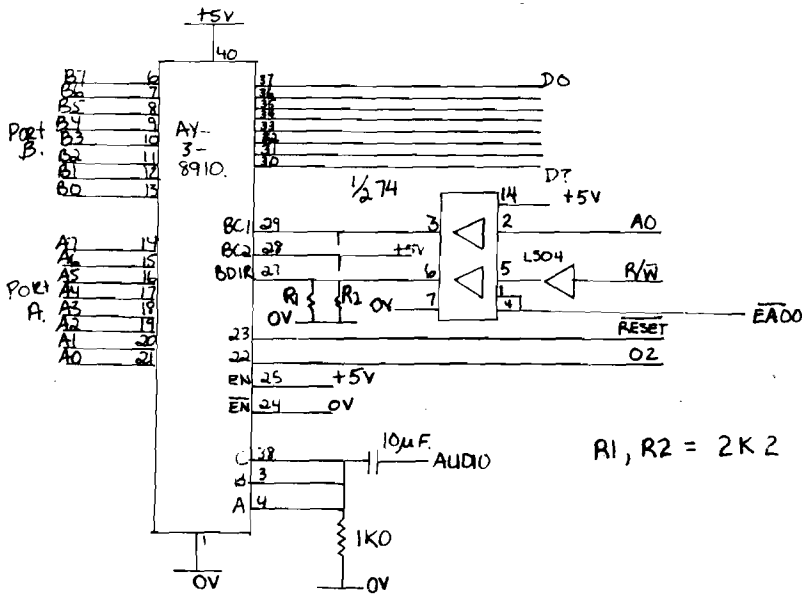 +5V
40
B7 6
B6 7
B5 8
B4 9
B3 10
B2 11
B1 12
B0 13
PORT B.
AY-3-8910.
37 D0
36
35
34
33
32
31
30 D7
1/2 74
14 +5V
BC1 29
3
2 A0
BC2 28 +5V
LS04
BDIR 27
6
5 R/W̅
R1
R2
0V
0V 7
1
4
E̅A̅0̅0̅
A7 14
A6 15
A5 16
A4 17
A3 18
A2 19
A1 20
A0 21
PORT A.
23 R̅E̅S̅E̅T̅
22 02
EN 25 +5V
E̅N̅ 24 0V
C 38
10µF. AUDIO
B 3
A 4
1K0
0V
R1, R2 = 2K2
1
0V